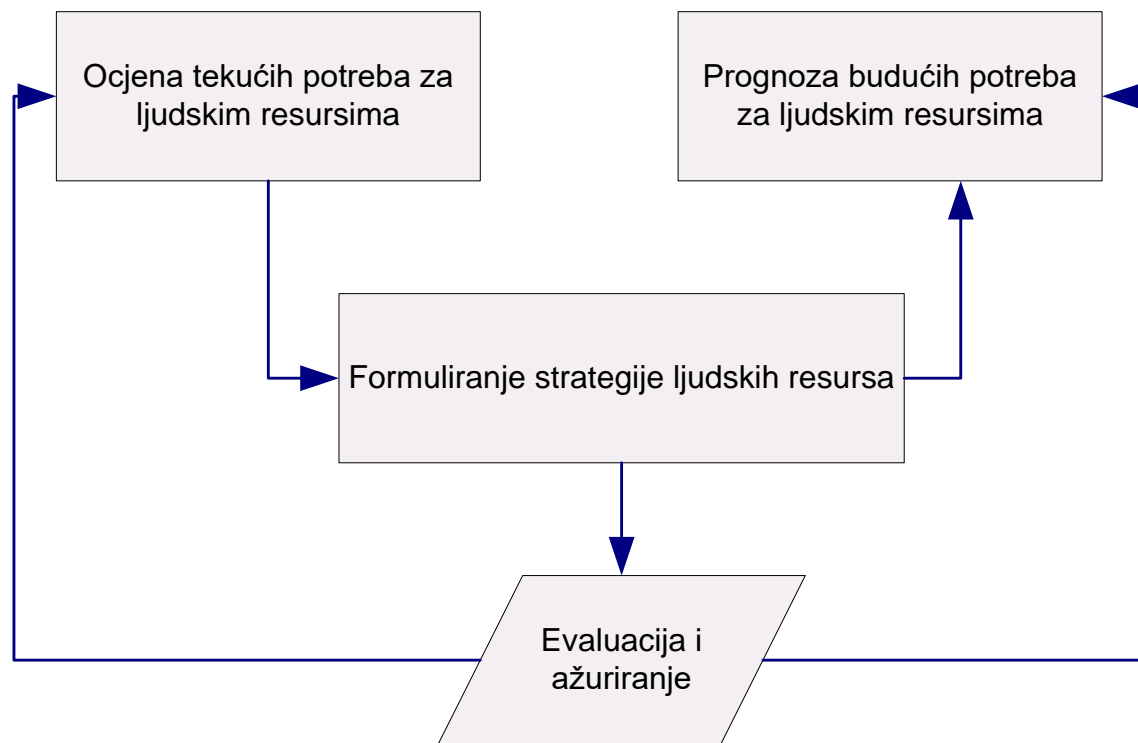 Ocjena tekućih potreba za
ljudskim resursima
Prognoza budućih potreba
za ljudskim resursima
Formuliranje strategije ljudskih resursa
Evaluacija i
ažuriranje